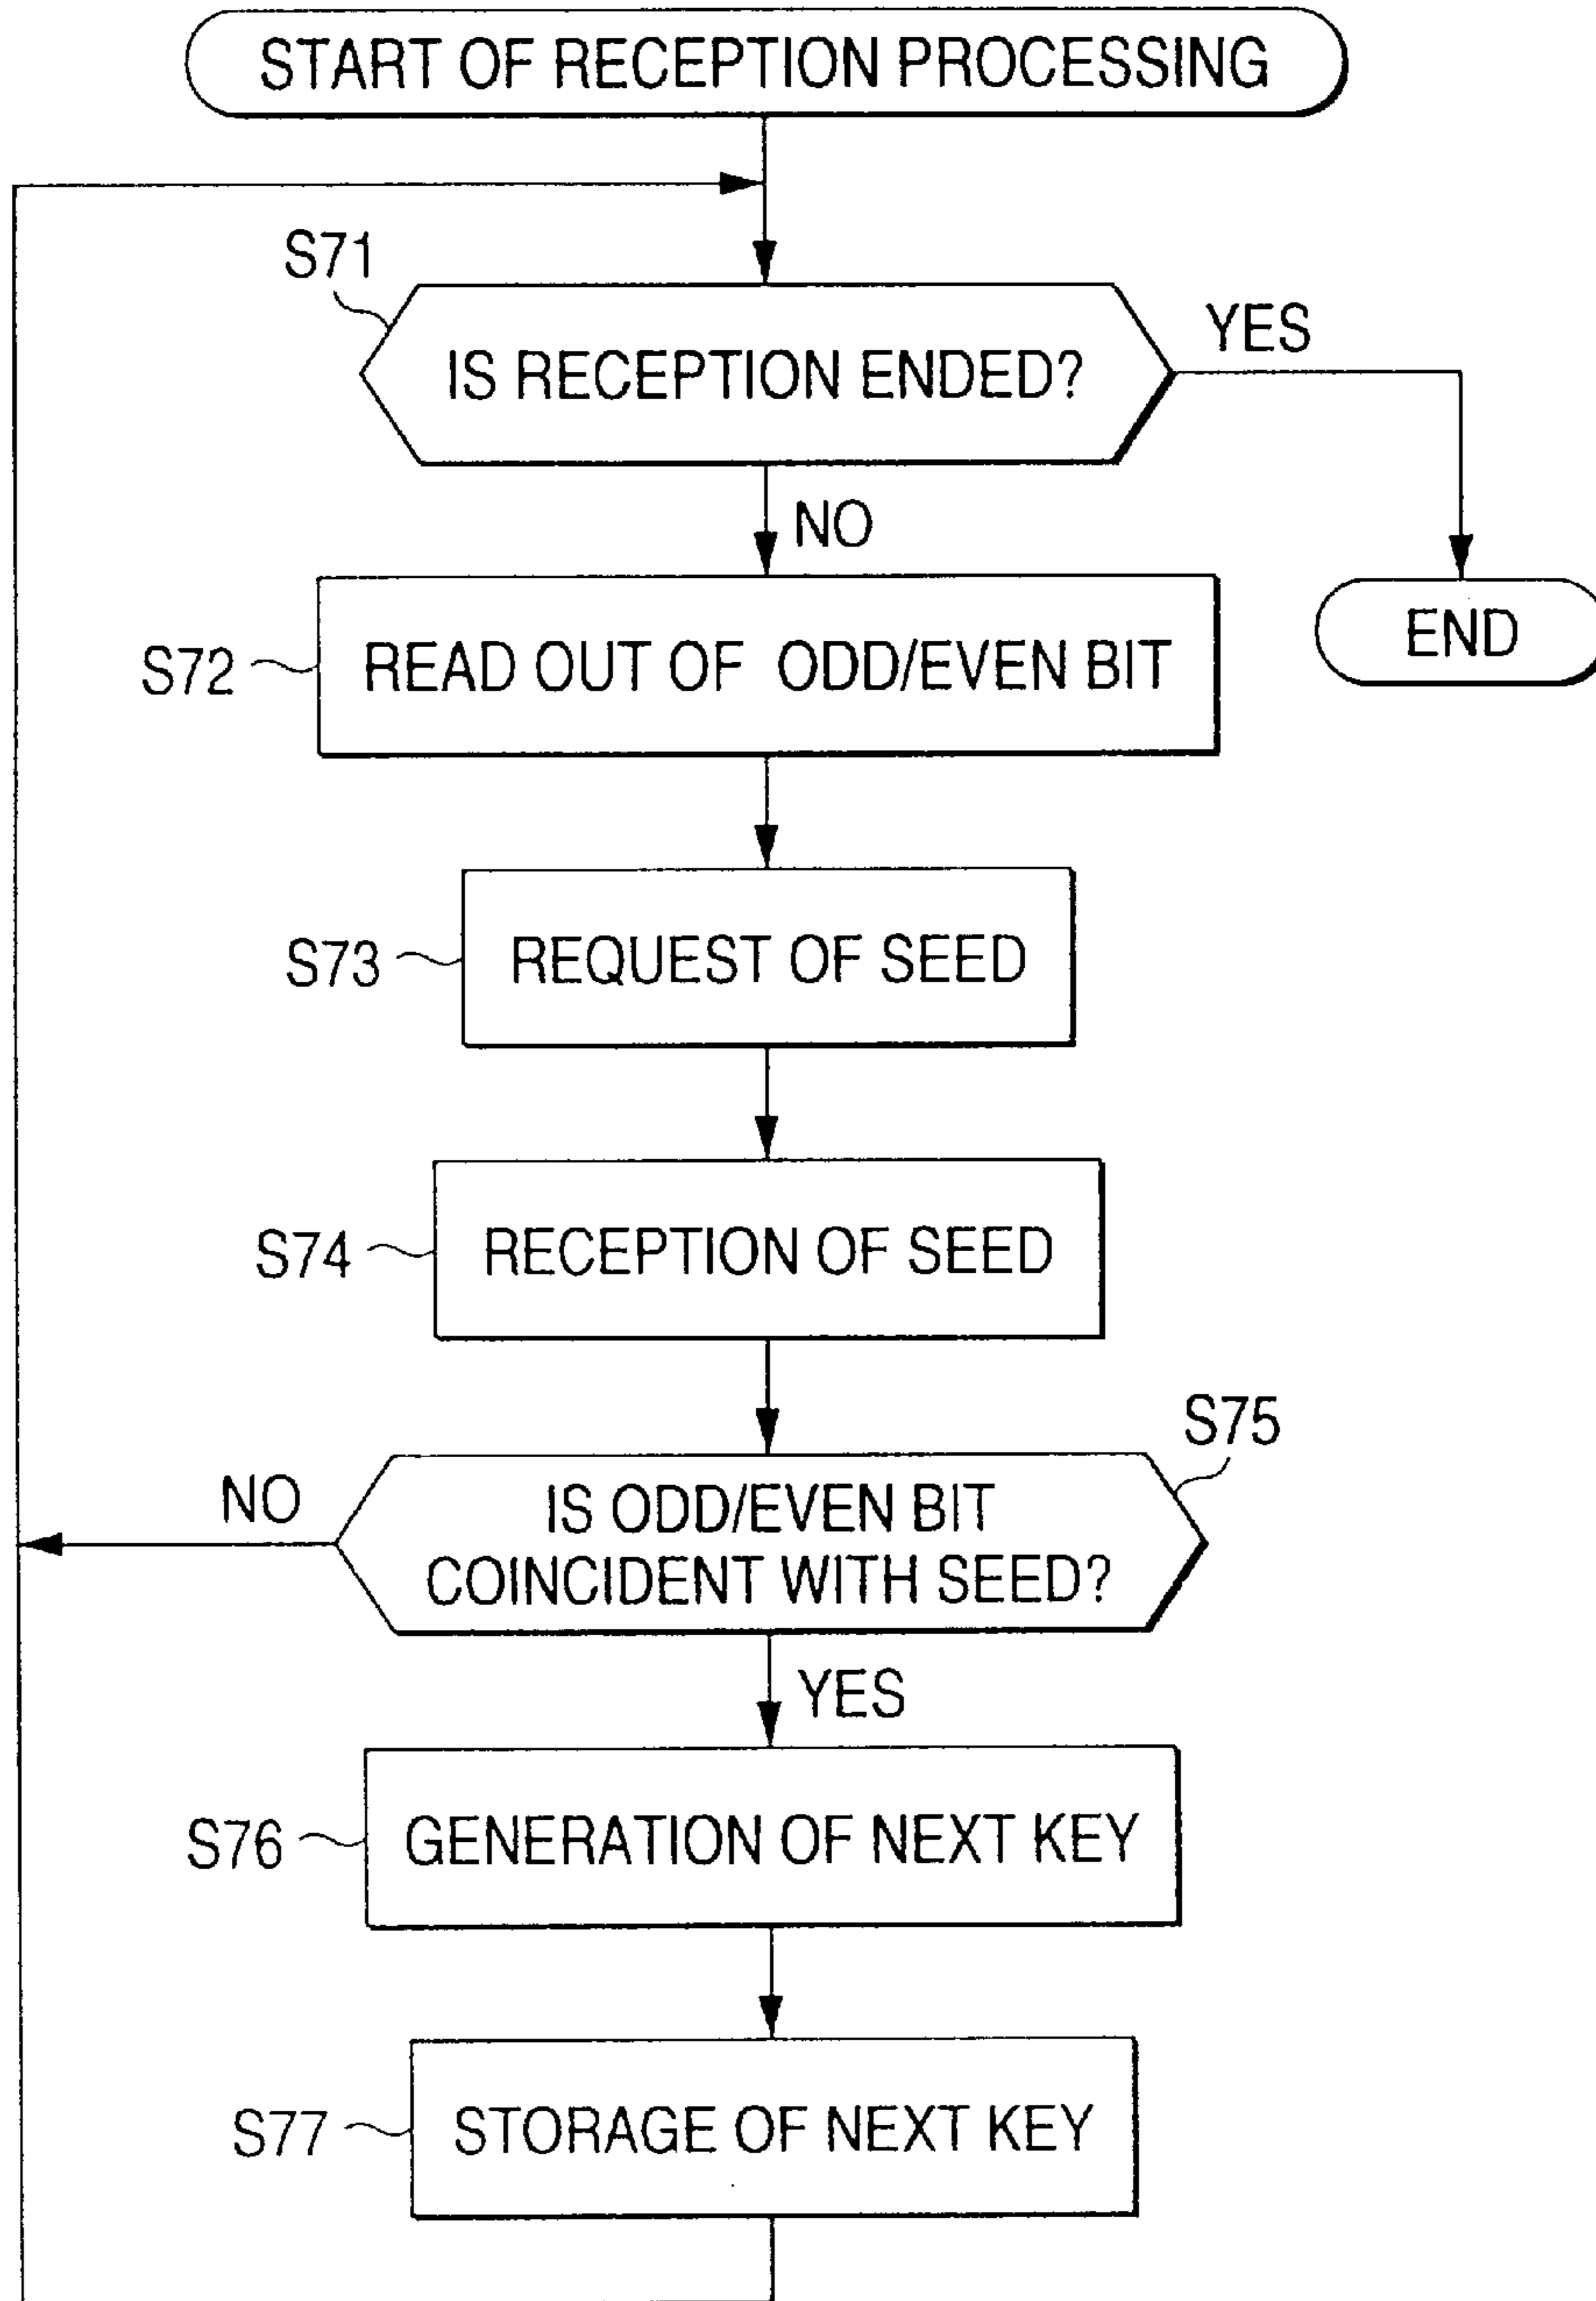 START OF RECEPTION PROCESSING
S71
IS RECEPTION ENDED?
YES
NO
S72
READ OUT OF ODD/EVEN BIT
END
S73
REQUEST OF SEED
S74
RECEPTION OF SEED
S75
NO
IS ODD/EVEN BIT
COINCIDENT WITH SEED?
YES
S76
GENERATION OF NEXT KEY
S77
STORAGE OF NEXT KEY